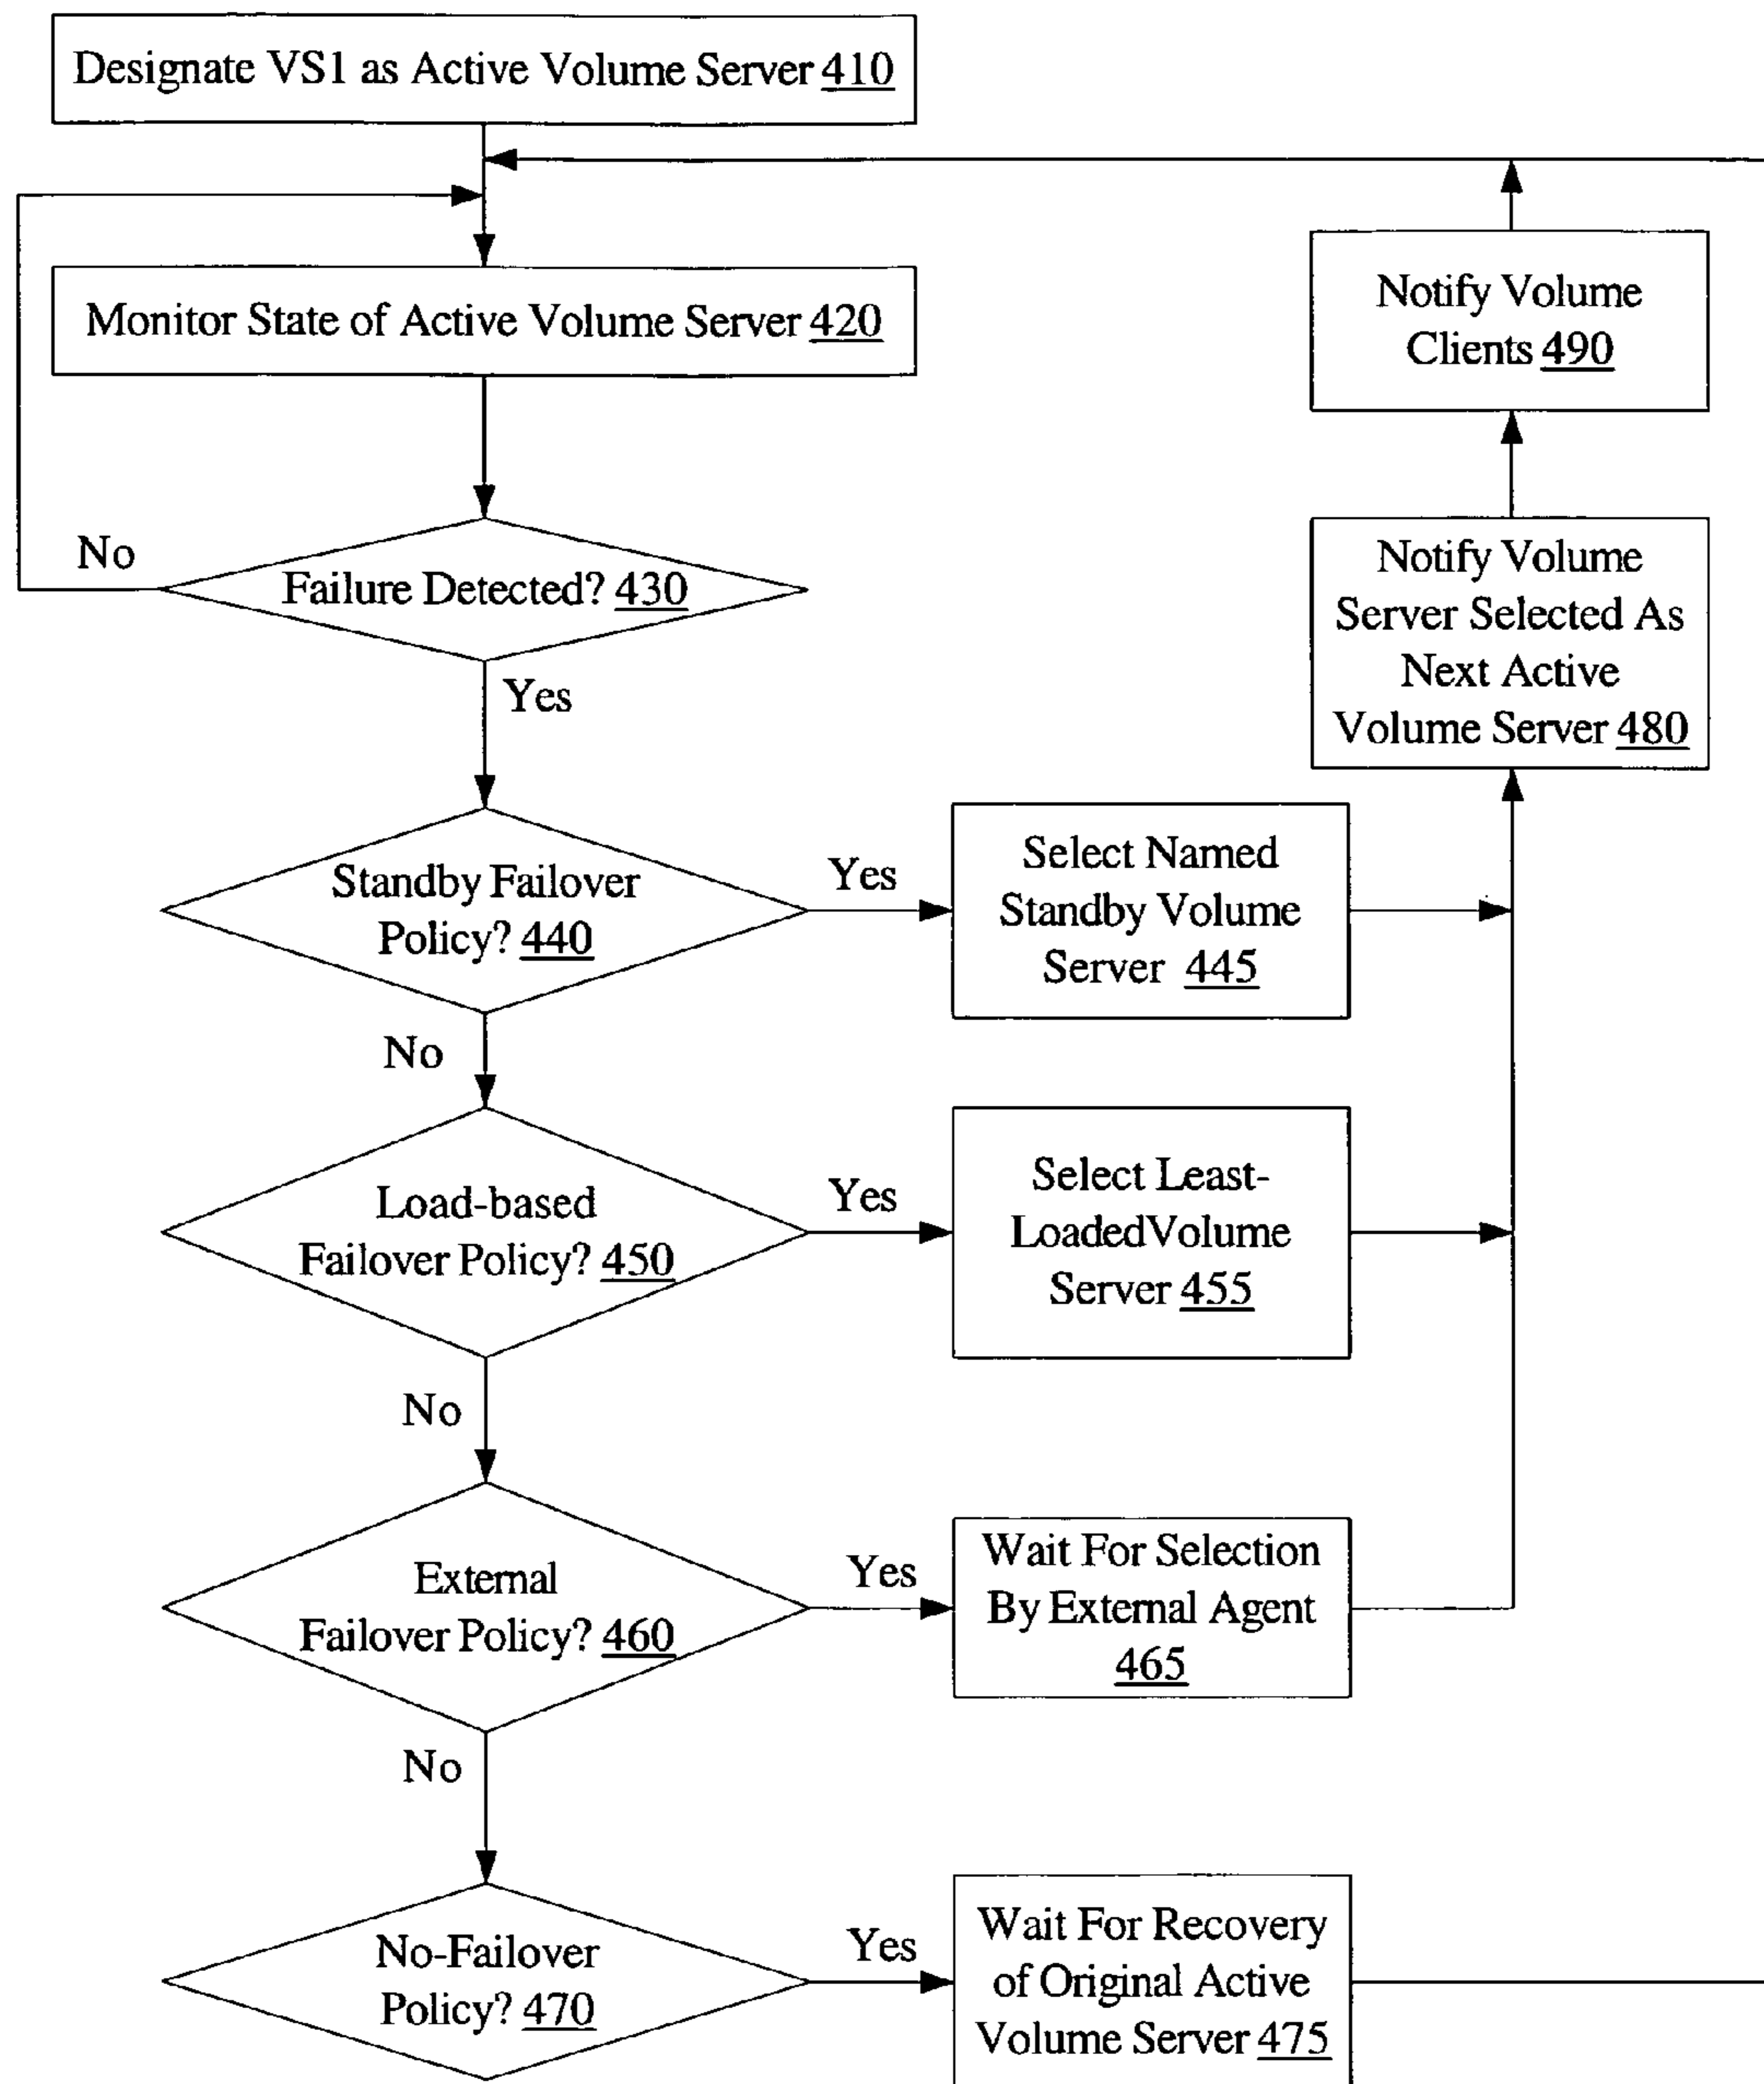 Designate VS1 as Active Volume Server 410
Monitor State of Active Volume Server 420
Notify Volume
Clients 490
No
Failure Detected? 430
Yes
Notify Volume
Server Selected As
Next Active
Volume Server 480
Standby Failover
Policy? 440
Yes
Select Named
Standby Volume
Server 445
No
Load-based
Failover Policy? 450
Yes
Select Least-
LoadedVolume
Server 455
No
External
Failover Policy? 460
Yes
Wait For Selection
By External Agent
465
No
No-Failover
Policy? 470
Yes
Wait For Recovery
of Original Active
Volume Server 475